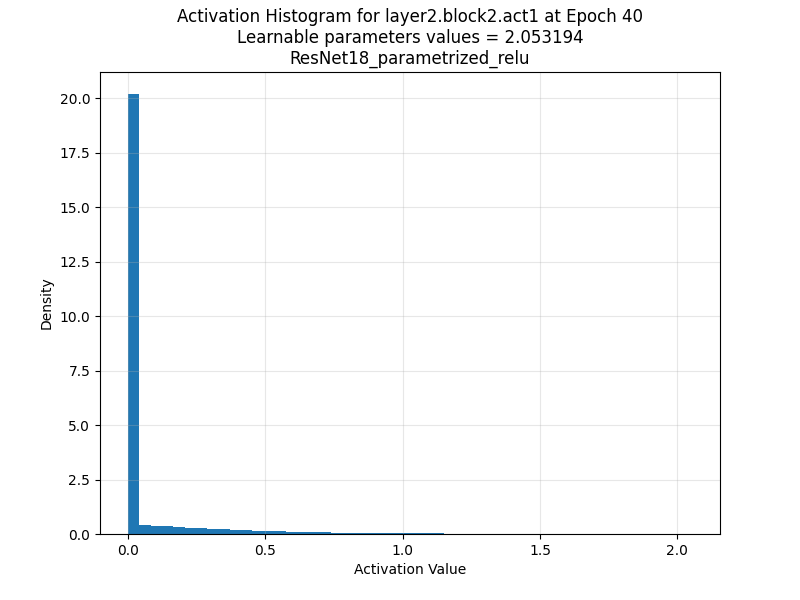 Activation Histogram for layer2.block2.act1 at Epoch 40
Learnable parameters values = 2.053194
ResNet18_parametrized_relu
20.0
17.5
15.0
12.5
10.0
7.5
5.0
2.5
0.0
Density
0.0 0.5 1.0 1.5 2.0
Activation Value